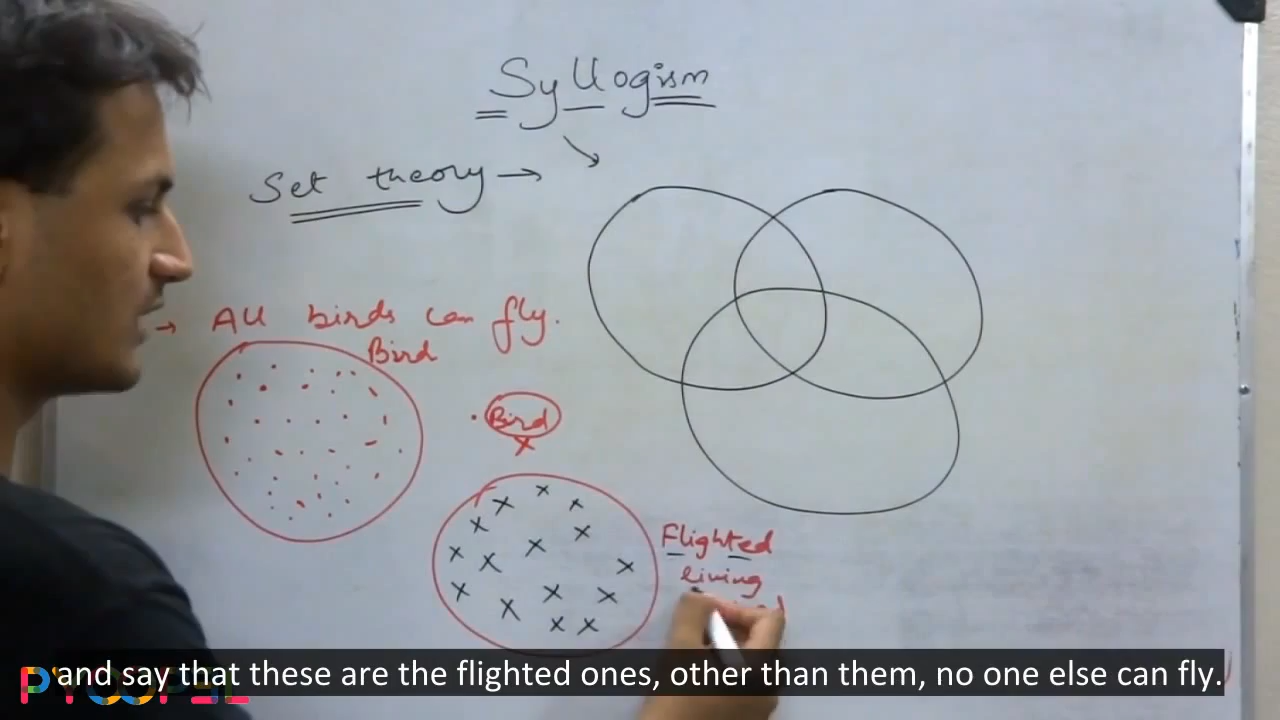 Syllogism
Set theory →
→ All birds can fly.
Bird
Bird
Flighted
living
and say that these are the flighted ones, other than them, no one else can fly.
PYOOPEL